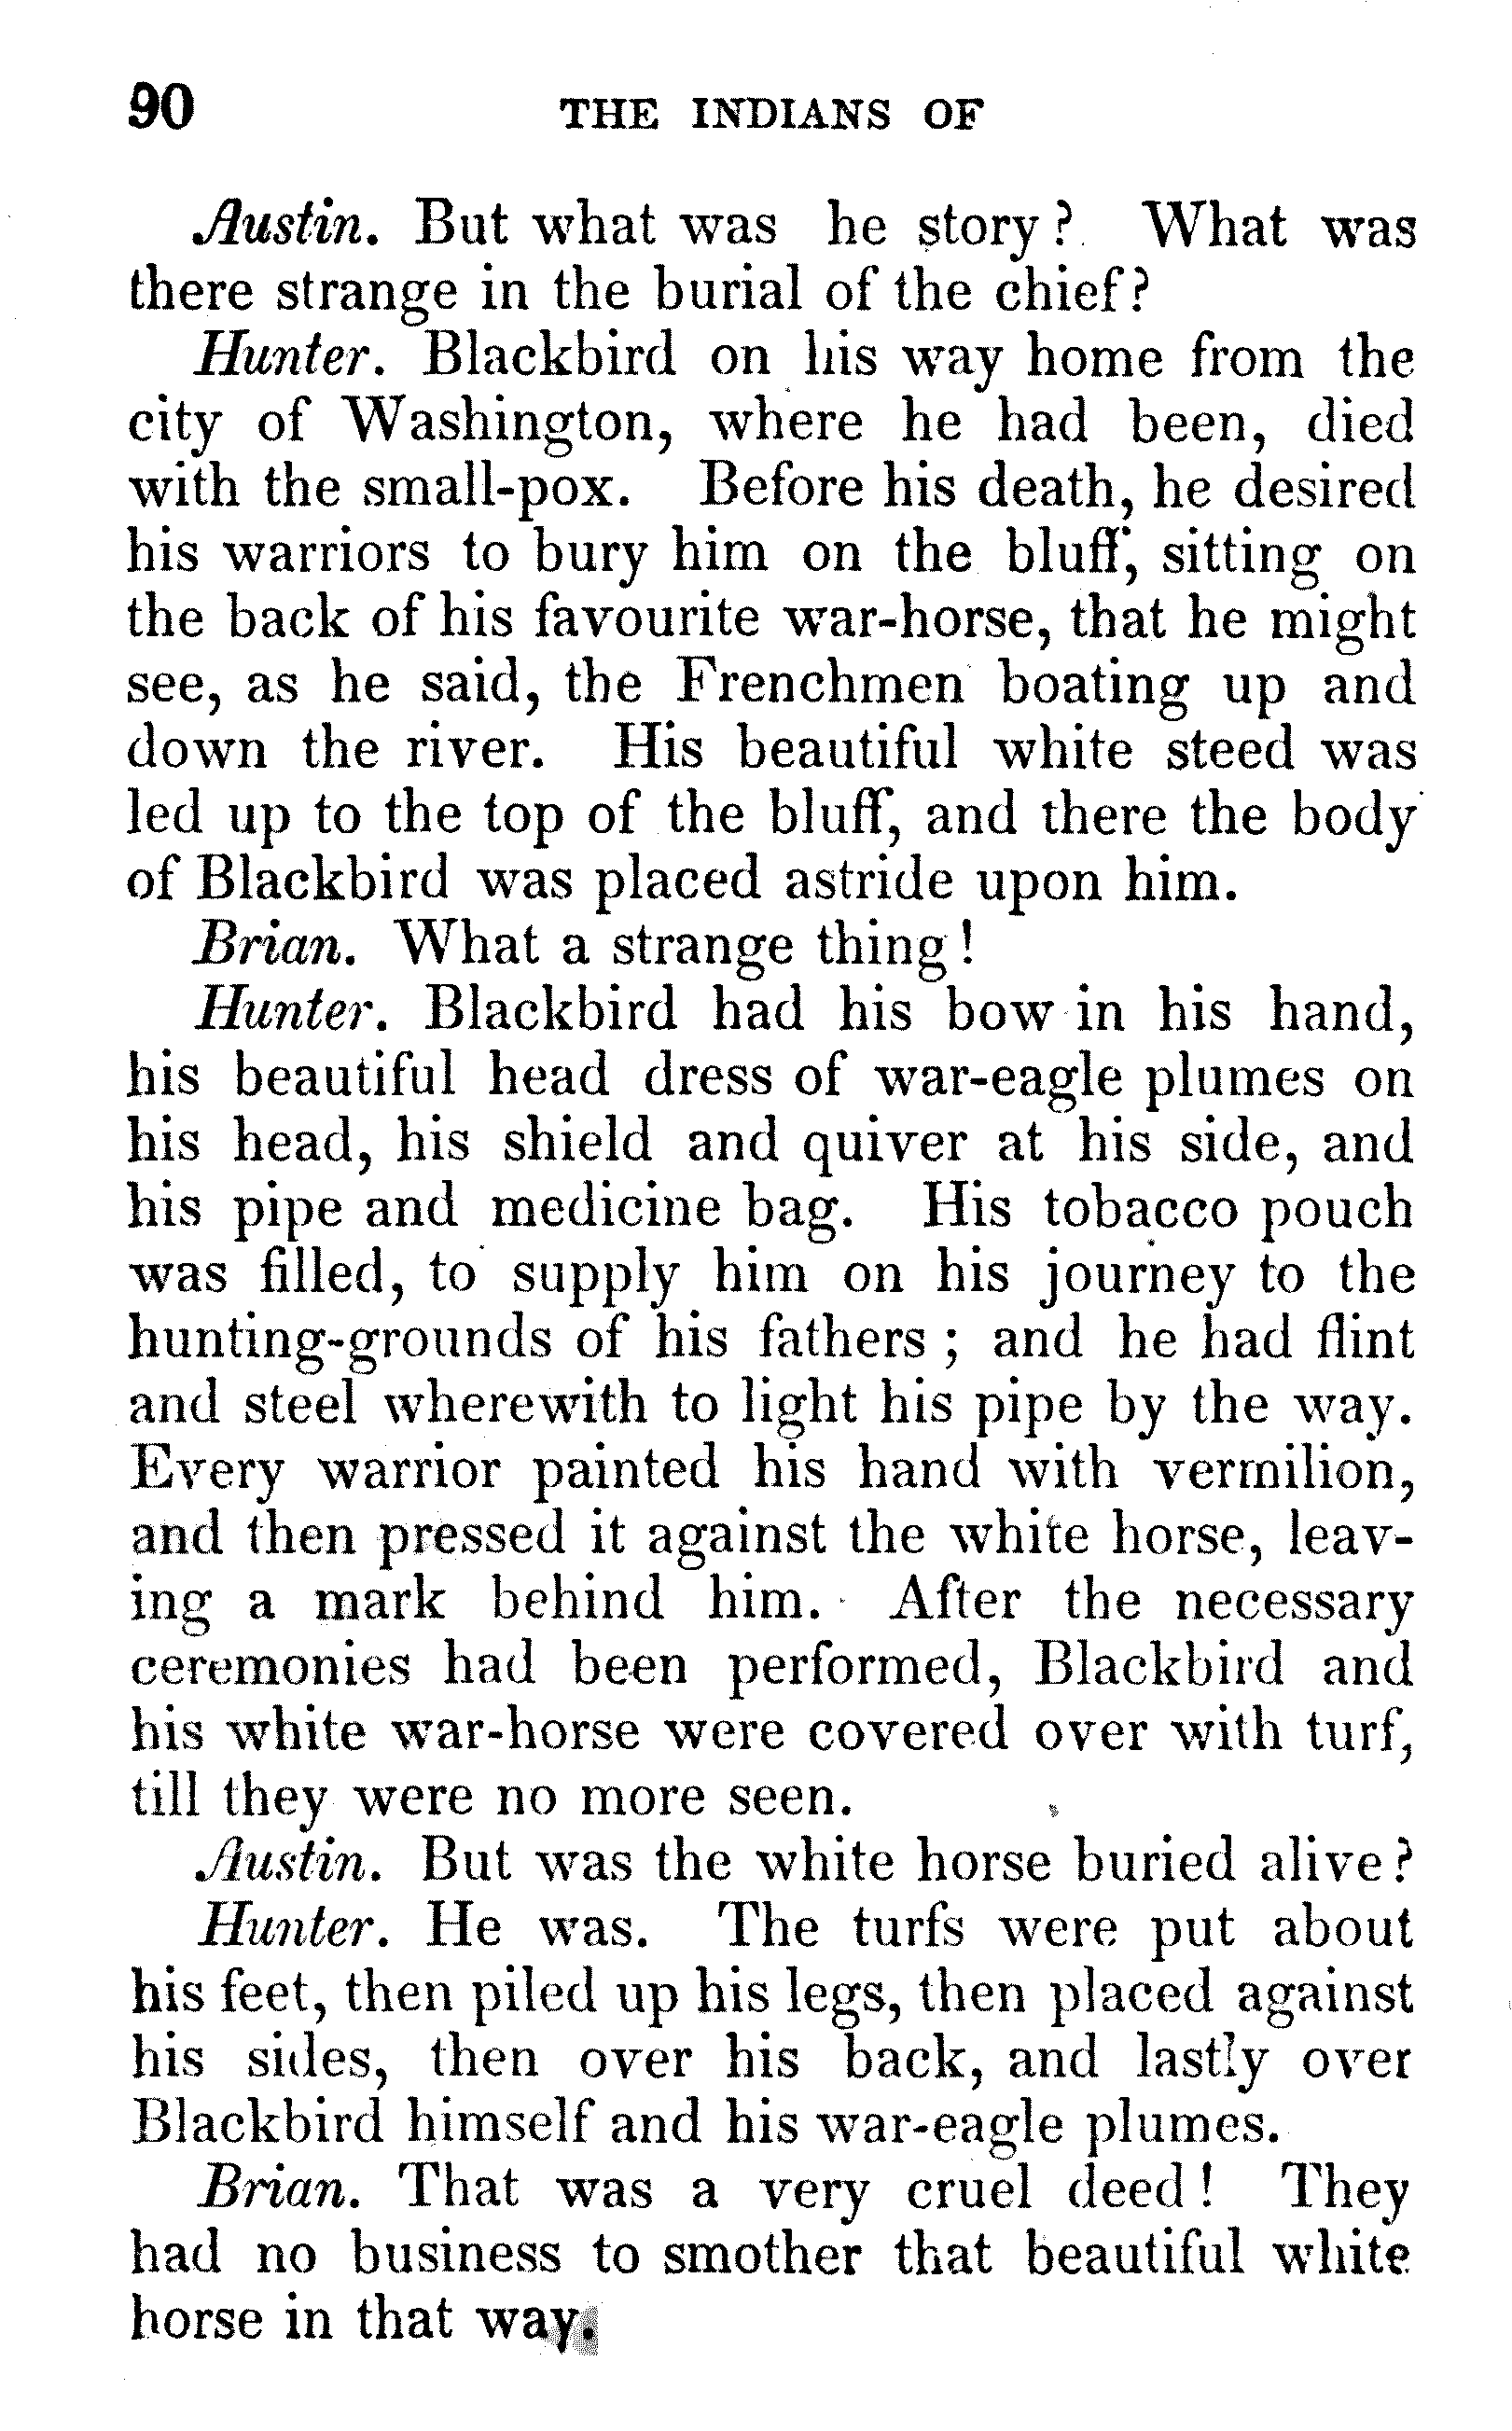 90 THE INDIANS OF
Austin. But what was he story? What was
there strange in the burial of the chief?
Hunter. Blackbird on his way home from the
city of Washington, where he had been, died
with the small-pox. Before his death, he desired
his warriors to bury him on the bluff, sitting on
the back of his favourite war-horse, that he might
see, as he said, the Frenchmen boating up and
down the river. His beautiful white steed was
led up to the top of the bluff, and there the body
of Blackbird was placed astride upon him.
Brian. What a strange thing!
Hunter. Blackbird had his bow in his hand,
his beautiful head dress of war-eagle plumes on
his head, his shield and quiver at his side, and
his pipe and medicine bag. His tobacco pouch
was filled, to supply him on his journey to the
hunting-grounds of his fathers; and he had flint
and steel wherewith to light his pipe by the way.
Every warrior painted his hand with vermilion,
and then pressed it against the white horse, leav-
ing a mark behind him. After the necessary
ceremonies had been performed, Blackbird and
his white war-horse were covered over with turf,
till they were no more seen.
Austin. But was the white horse buried alive?
Hunter. He was. The turfs were put about
his feet, then piled up his legs, then placed against
his sides, then over his back, and lastly over
Blackbird himself and his war-eagle plumes.
Brian. That was a very cruel deed! They
had no business to smother that beautiful white
horse in that way.